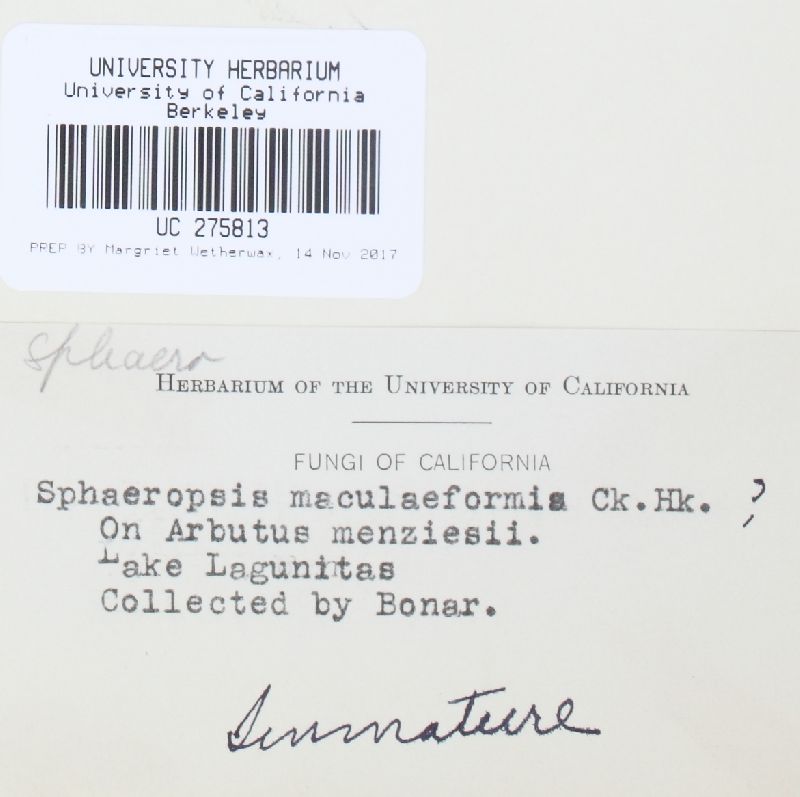 UNIVERSITY HERBARIUM
University of California
Berkeley
UC 275813
PREP BY Margriet Wetherwax, 14 Nov 2017
sphaero
HERBARIUM OF THE UNIVERSITY OF CALIFORNIA
FUNGI OF CALIFORNIA
Sphaeropsis maculaeformis Ck.Hk. ?
On Arbutus menziesii.
Lake Lagunitas
Collected by Bonar.
Immature